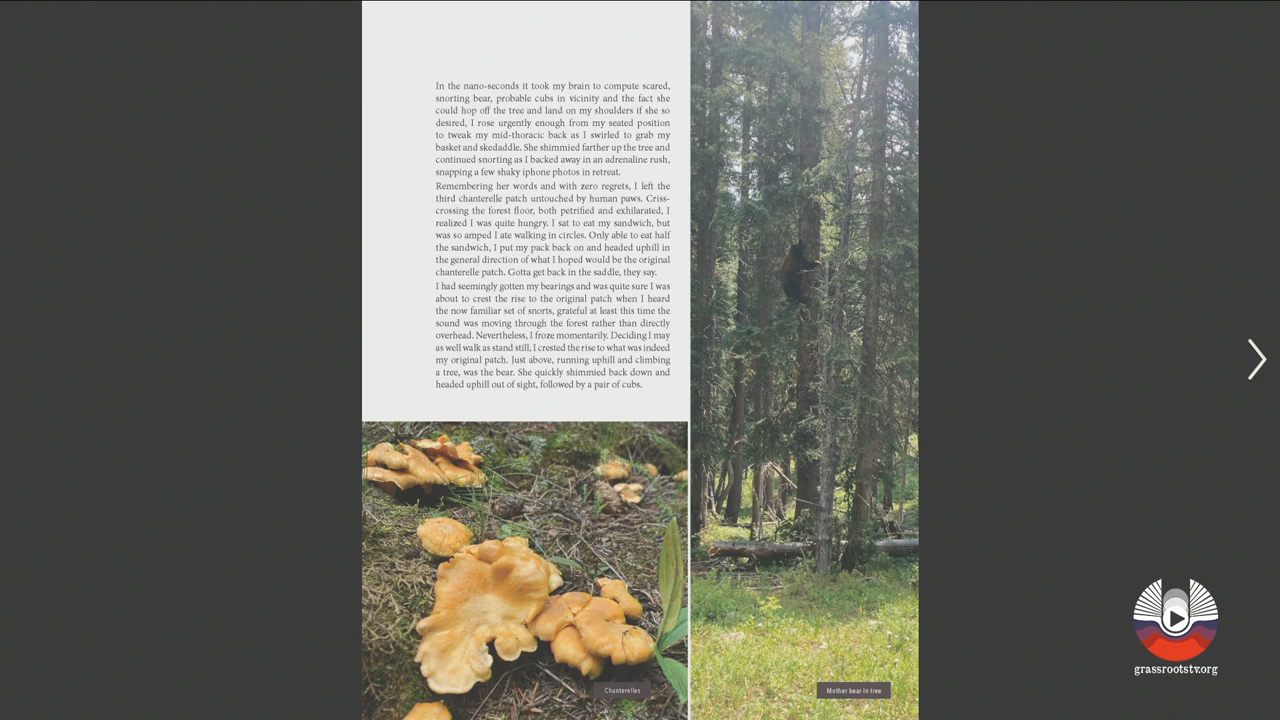 In the nano-seconds it took my brain to compute scared,
snorting bear, probable cubs in vicinity and the fact she
could hop off the tree and land on my shoulders if she so
desired, I rose urgently enough from my seated position
to tweak my mid-thoracic back as I swirled to grab my
basket and skedaddle. She shimmied farther up the tree and
continued snorting as I backed away in an adrenaline rush,
snapping a few shaky iphone photos in retreat.
Remembering her words and with zero regrets, I left the
third chanterelle patch untouched by human paws. Criss-
crossing the forest floor, both petrified and exhilarated, I
realized I was quite hungry. I sat to eat my sandwich, but
was so amped I ate walking in circles. Only able to eat half
the sandwich, I put my pack back on and headed uphill in
the general direction of what I hoped would be the original
chanterelle patch. Gotta get back in the saddle, they say.
I had seemingly gotten my bearings and was quite sure I was
about to crest the rise to the original patch when I heard
the now familiar set of snorts, grateful at least this time the
sound was moving through the forest rather than directly
overhead. Nevertheless, I froze momentarily. Deciding I may
as well walk as stand still, I crested the rise to what was indeed
my original patch. Just above, running uphill and climbing
a tree, was the bear. She quickly shimmied back down and
headed uphill out of sight, followed by a pair of cubs.
Chanterelles
Mother bear in tree
grassrootstv.org